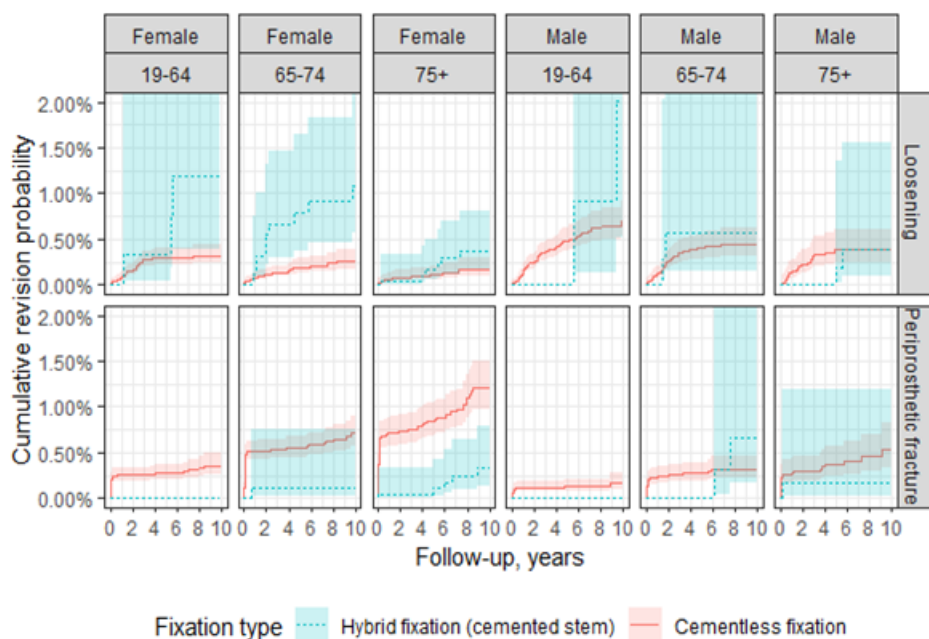 Female Female Female Male Male Male
19-64 65-74 75+ 19-64 65-74 75+
Cumulative revision probability
2.00%
1.50%
1.00%
0.50%
0.00%
Loosening
2.00%
1.50%
1.00%
0.50%
0.00%
Periprosthetic fracture
0 2 4 6 8 10 0 2 4 6 8 10 0 2 4 6 8 10 0 2 4 6 8 10 0 2 4 6 8 10 0 2 4 6 8 10
Follow-up, years
Fixation type Hybrid fixation (cemented stem) Cementless fixation